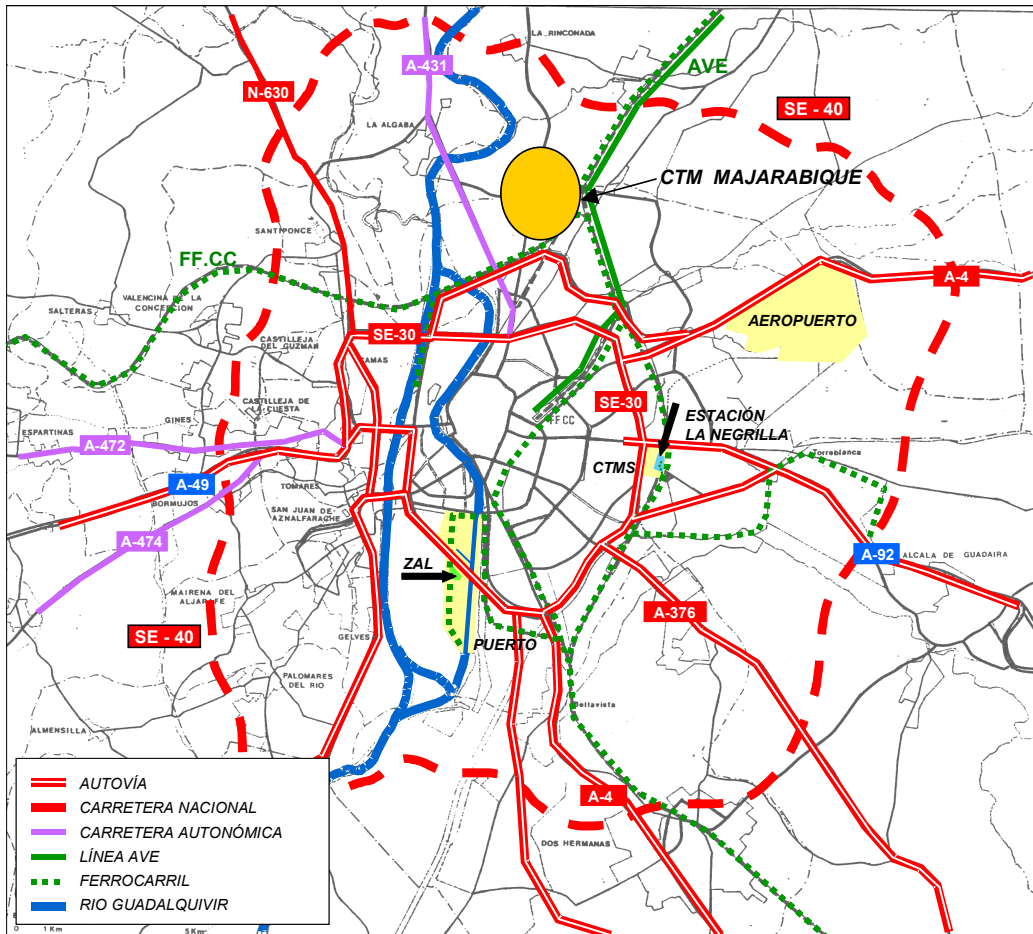 LA RINCONADA
A-431
AVE
N-630
SE - 40
LA ALGABA
CTM MAJARABIQUE
SANTIPONCE
FF.CC
A-4
VALENCINA DE LA
CONCEPCION
SALTERAS
AEROPUERTO
SE-30
CASTILLEJA
DEL GUZMAN
CAMAS
SE-30
CASTILLEJA DE
LA CUESTA
ESTACIÓN
LA NEGRILLA
GINES
FF.CC
ESPARTINAS
A-472
CTMS
Torreblanca
A-49
TOMARES
BORMUJOS
SAN JUAN DE
AZNALFARACHE
A-474
A-92
ALCALA DE GUADAIRA
ZAL
MAIRENA DEL
ALJARAFE
A-376
SE - 40
GELVES
PUERTO
PALOMARES
DEL RIO
Bellavista
ALMENSILLA
A-4
DOS HERMANAS
AUTOVÍA
CARRETERA NACIONAL
CARRETERA AUTONÓMICA
LÍNEA AVE
FERROCARRIL
RIO GUADALQUIVIR
0 1 Km 5 Km